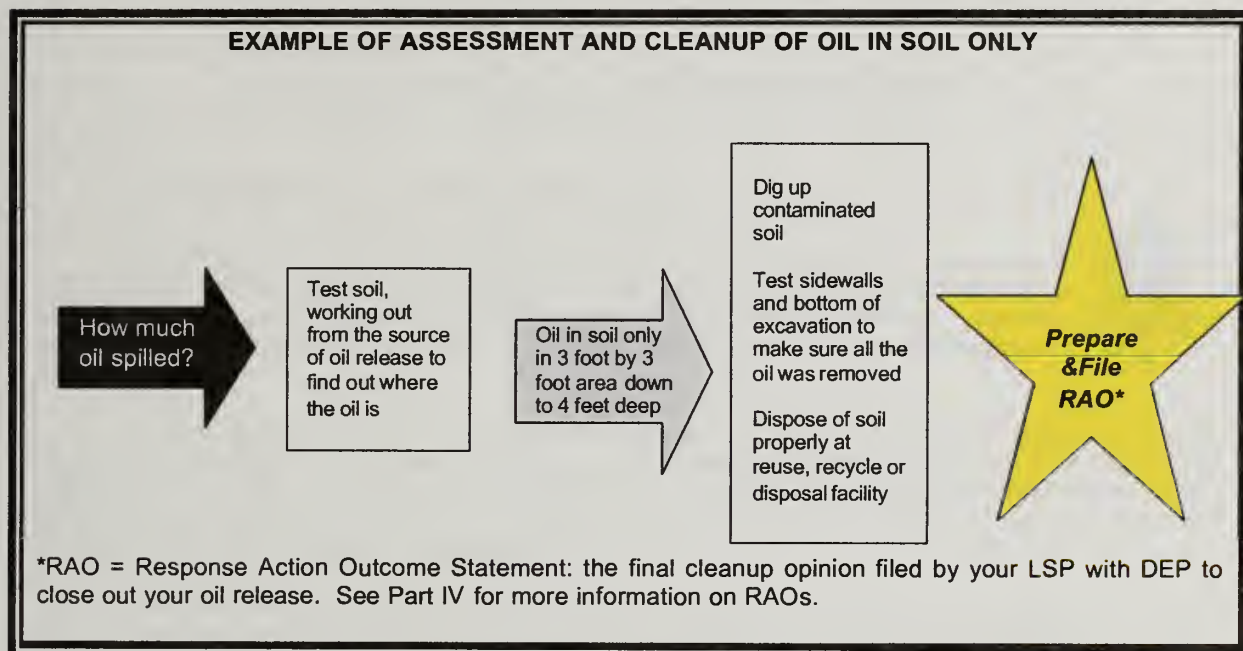 EXAMPLE OF ASSESSMENT AND CLEANUP OF OIL IN SOIL ONLY
How much
oil spilled?
Test soil,
working out
from the source
of oil release to
find out where
the oil is
Oil in soil only
in 3 foot by 3
foot area down
to 4 feet deep
Dig up
contaminated
soil
Test sidewalls
and bottom of
excavation to
make sure all the
oil was removed
Dispose of soil
properly at
reuse, recycle or
disposal facility
Prepare
&File
RAO*
*RAO = Response Action Outcome Statement: the final cleanup opinion filed by your LSP with DEP to
close out your oil release. See Part IV for more information on RAOs.